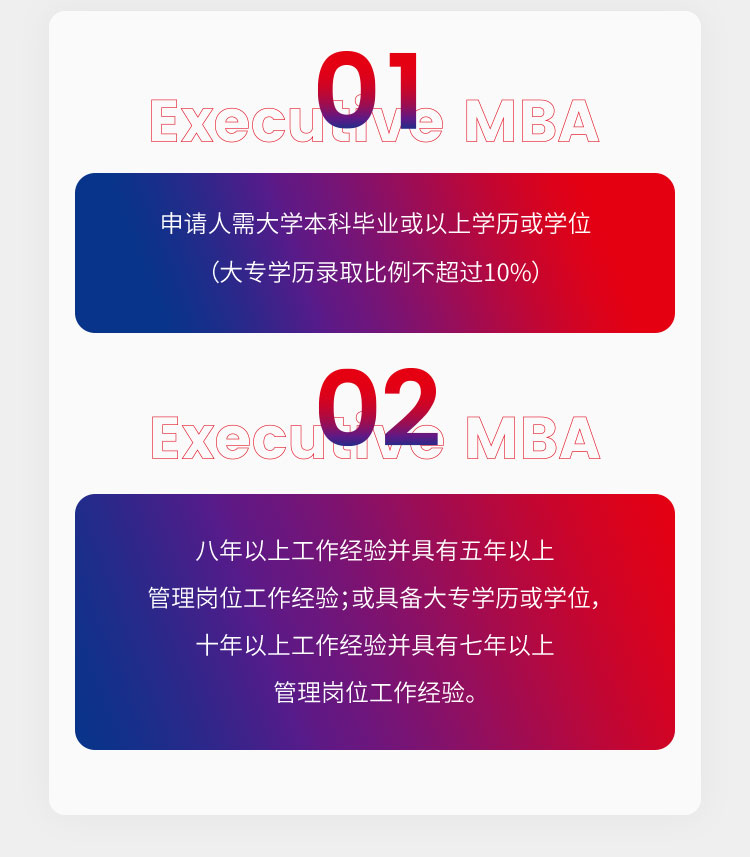 01
Executive MBA
申请人需大学本科毕业或以上学历或学位
（大专学历录取比例不超过10%）
02
Executive MBA
八年以上工作经验并具有五年以上
管理岗位工作经验；或具备大专学历或学位，
十年以上工作经验并具有七年以上
管理岗位工作经验。